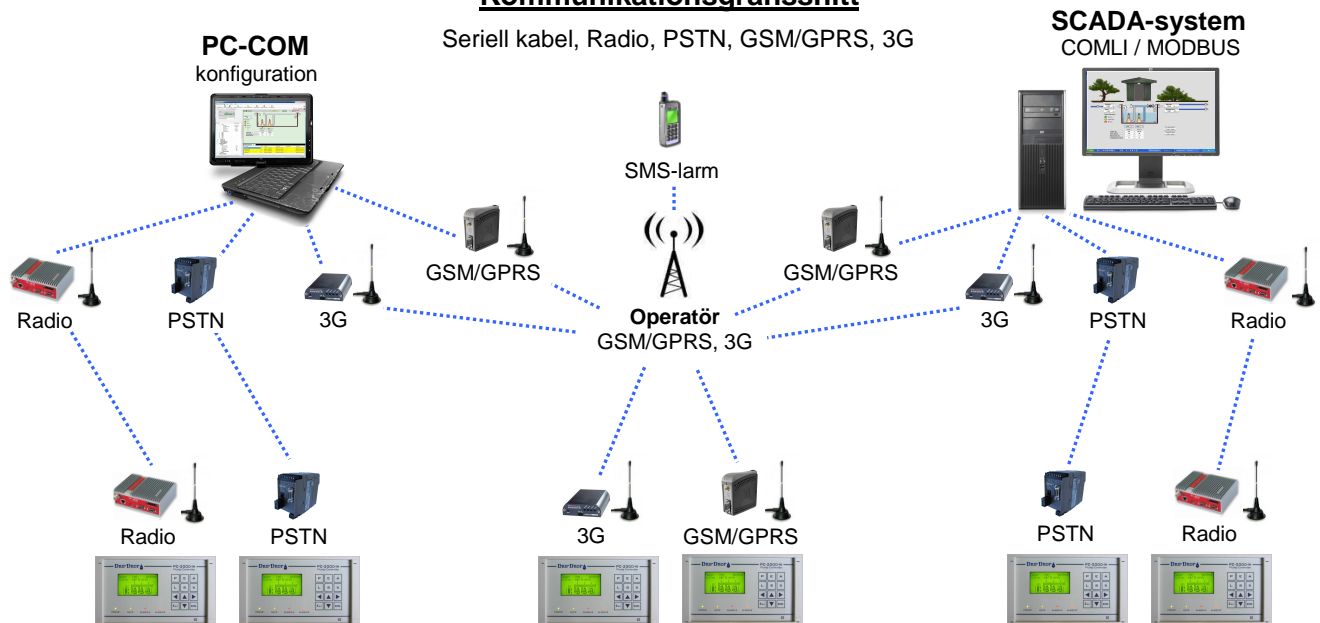 Kommunikationsgränssnitt
Seriell kabel, Radio, PSTN, GSM/GPRS, 3G
PC-COM
konfiguration
SCADA-system
COMLI / MODBUS
SMS-larm
GSM/GPRS
GSM/GPRS
Radio
PSTN
3G
Operatör
GSM/GPRS, 3G
3G
PSTN
Radio
Radio
PSTN
3G
GSM/GPRS
PSTN
Radio